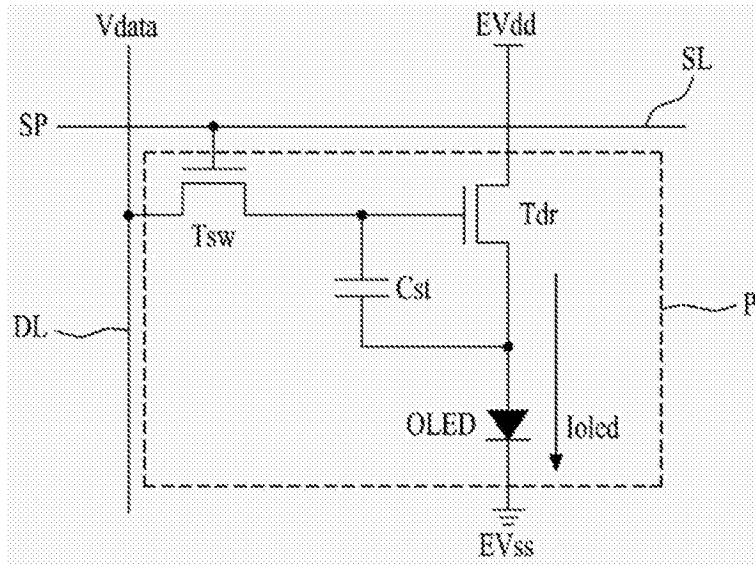 Vdata
EVdd
SL
SP
Tdr
Tsw
Cst
P
DL
OLED
Ioled
EVss